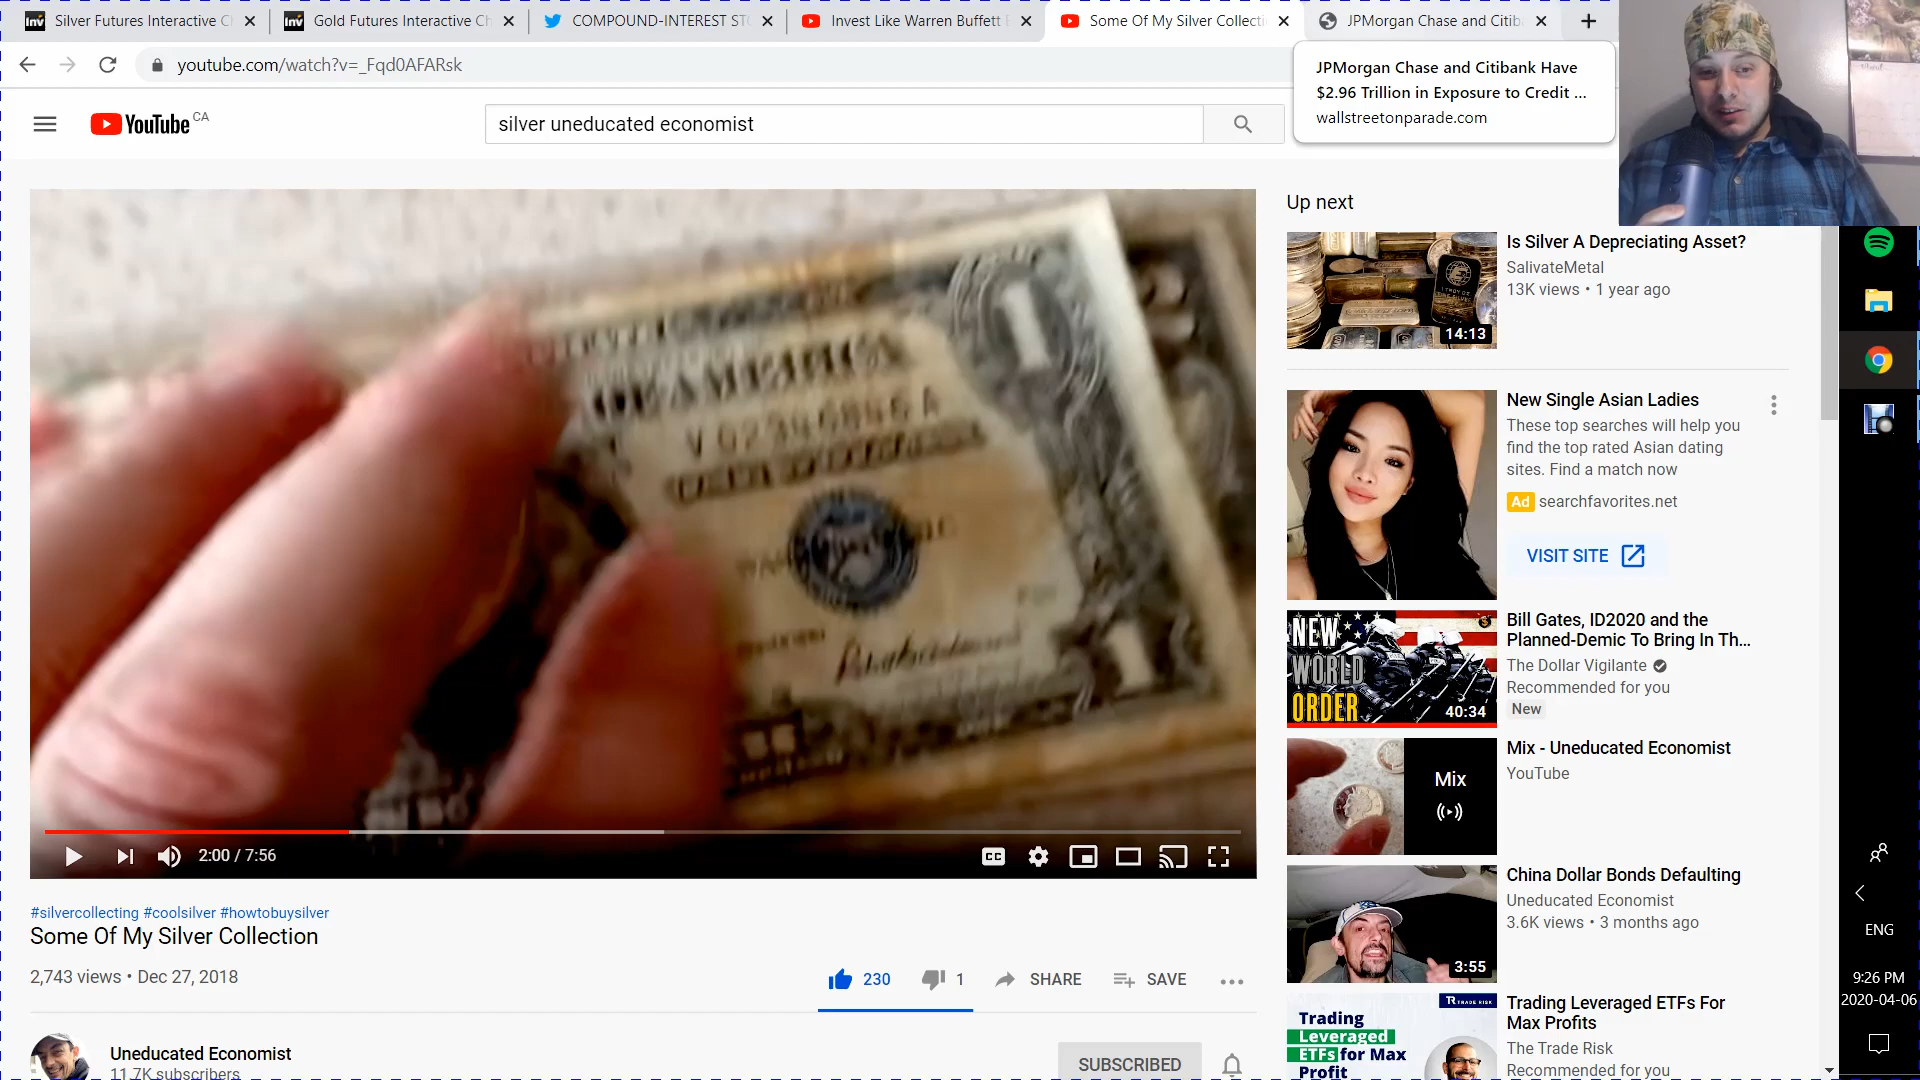 Silver Futures Interactive C
Gold Futures Interactive Ch
COMPOUND-INTEREST STO
Invest Like Warren Buffett
Some Of My Silver Collecti
JPMorgan Chase and Citib
youtube.com/watch?v=_Fqd0AFARsk
JPMorgan Chase and Citibank Have
$2.96 Trillion in Exposure to Credit ...
wallstreetonparade.com
YouTube CA
silver uneducated economist
Up next
Is Silver A Depreciating Asset?
SalivateMetal
13K views • 1 year ago
14:13
New Single Asian Ladies
These top searches will help you
find the top rated Asian dating
sites. Find a match now
Ad searchfavorites.net
VISIT SITE
NEW
WORLD
ORDER
40:34
Bill Gates, ID2020 and the
Planned-Demic To Bring In Th...
The Dollar Vigilante
Recommended for you
New
Mix
Mix - Uneducated Economist
YouTube
China Dollar Bonds Defaulting
Uneducated Economist
3.6K views • 3 months ago
3:55
TRADE RISK
Trading
Leveraged
ETFs for Max
Profit
Trading Leveraged ETFs For
Max Profits
The Trade Risk
Recommended for you
1
OF AMERICA
1
2:00 / 7:56
CC
#silvercollecting #coolsilver #howtobuysilver
Some Of My Silver Collection
2,743 views • Dec 27, 2018
230
1
SHARE
SAVE
Uneducated Economist
11.7K subscribers
SUBSCRIBED
ENG
9:26 PM
2020-04-06